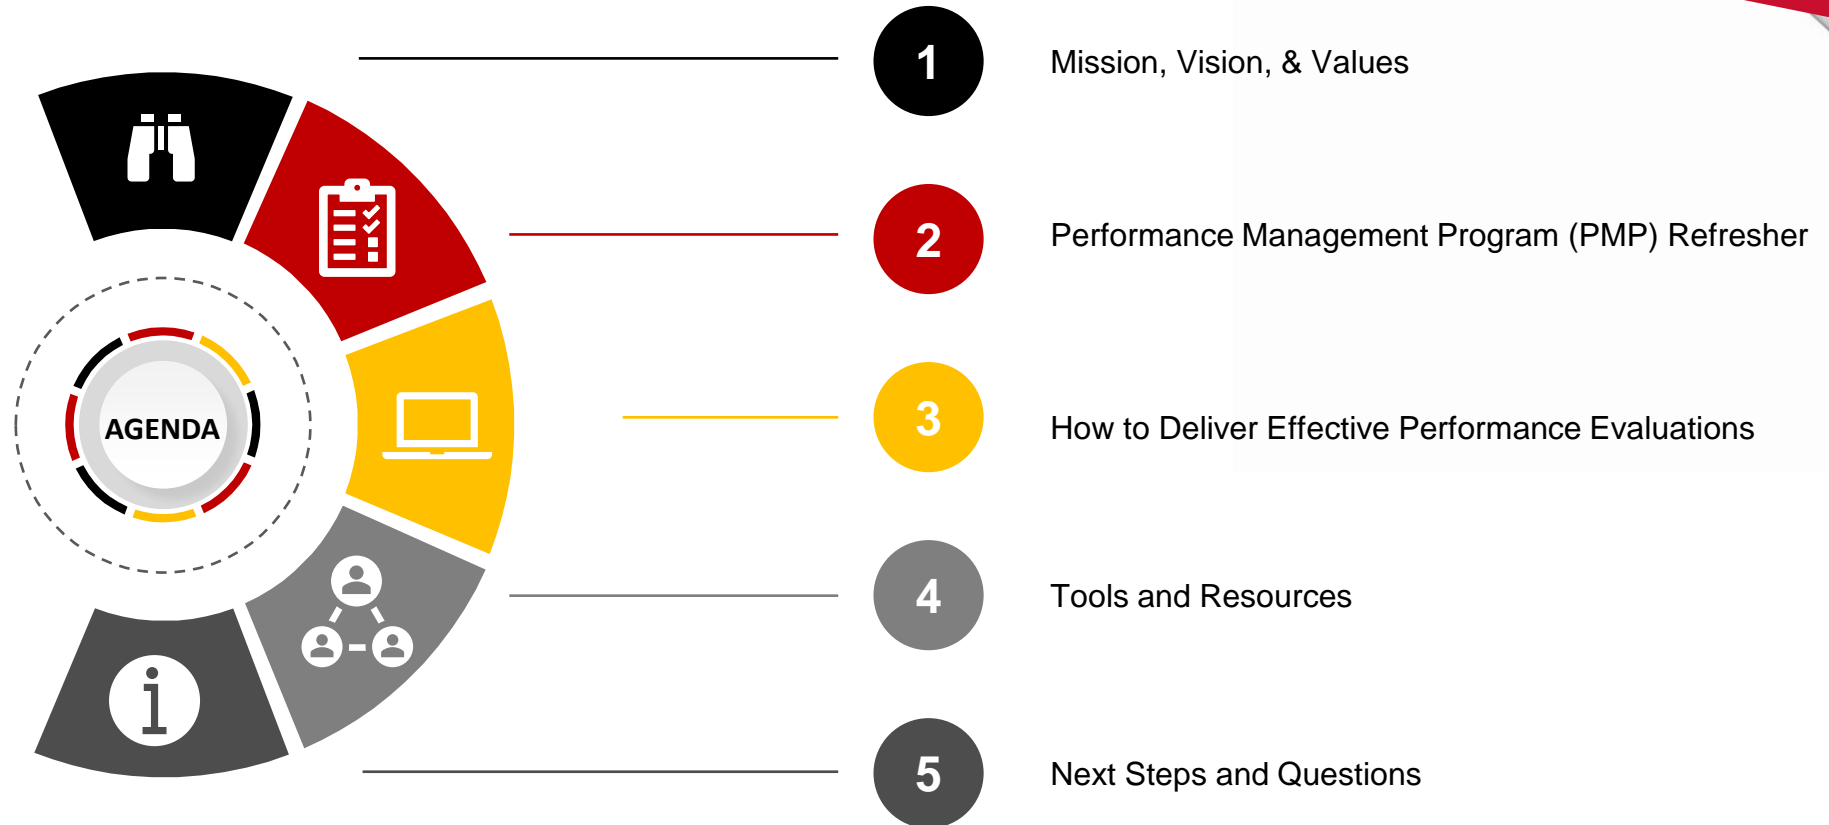 AGENDA
1
Mission, Vision, & Values
2
Performance Management Program (PMP) Refresher
3
How to Deliver Effective Performance Evaluations
4
Tools and Resources
5
Next Steps and Questions